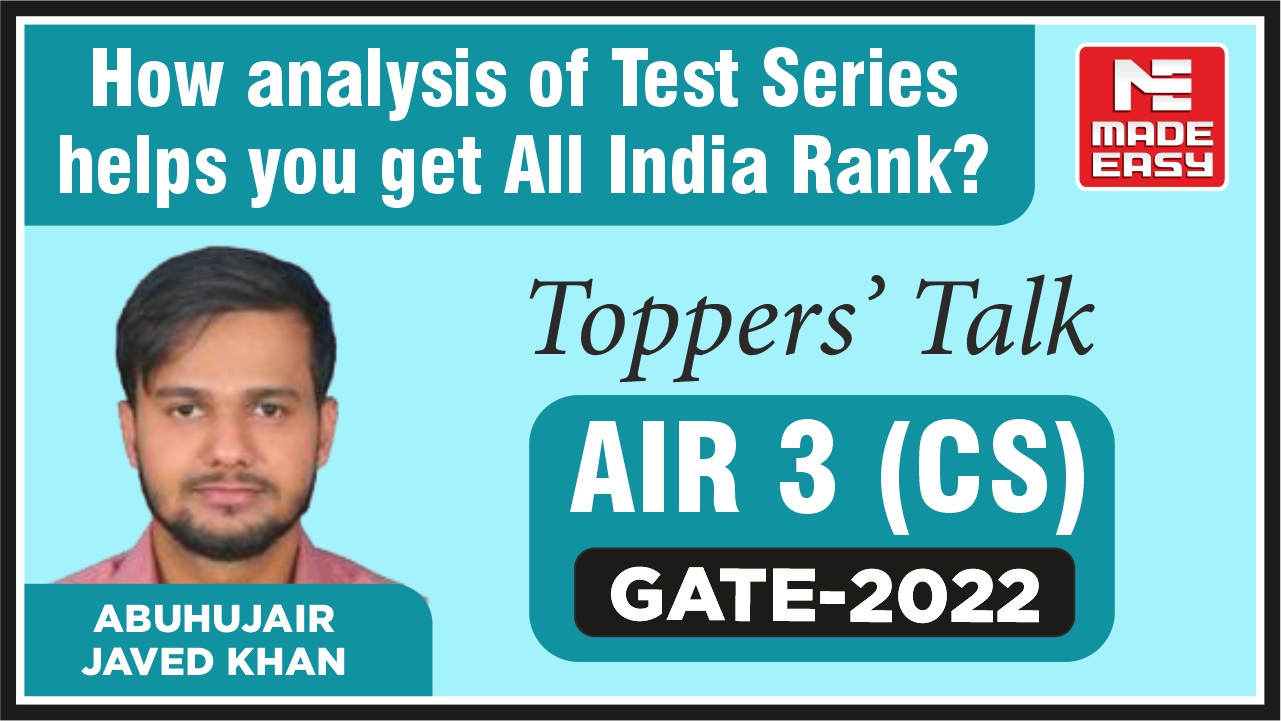 How analysis of Test Series
helps you get All India Rank?
ME
MADE
EASY
Toppers’ Talk
AIR 3 (CS)
GATE-2022
ABUHUJAIR
JAVED KHAN